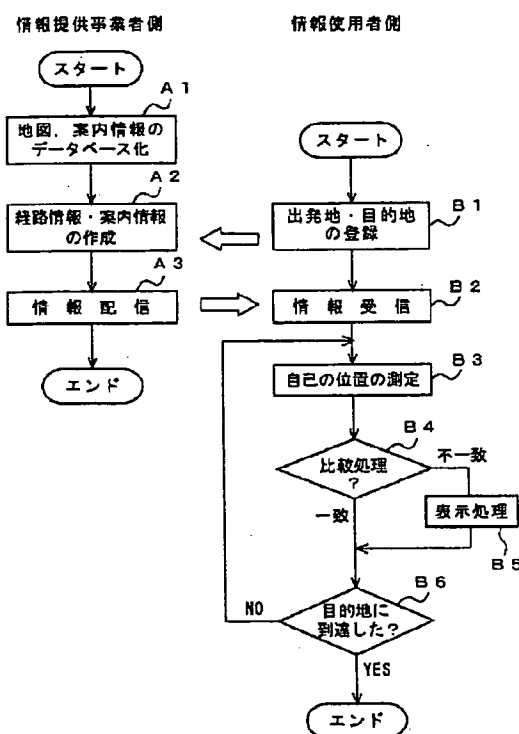 情報提供事業者側
スタート
A1
地図、案内情報の
データベース化
A2
経路情報・案内情報
の作成
A3
情報配信
エンド
情報使用者側
スタート
B1
出発地・目的地
の登録
B2
情報受信
B3
自己の位置の測定
B4
比較処理
?
不一致
一致
表示処理
B5
B6
目的地に
到達した?
NO
YES
エンド